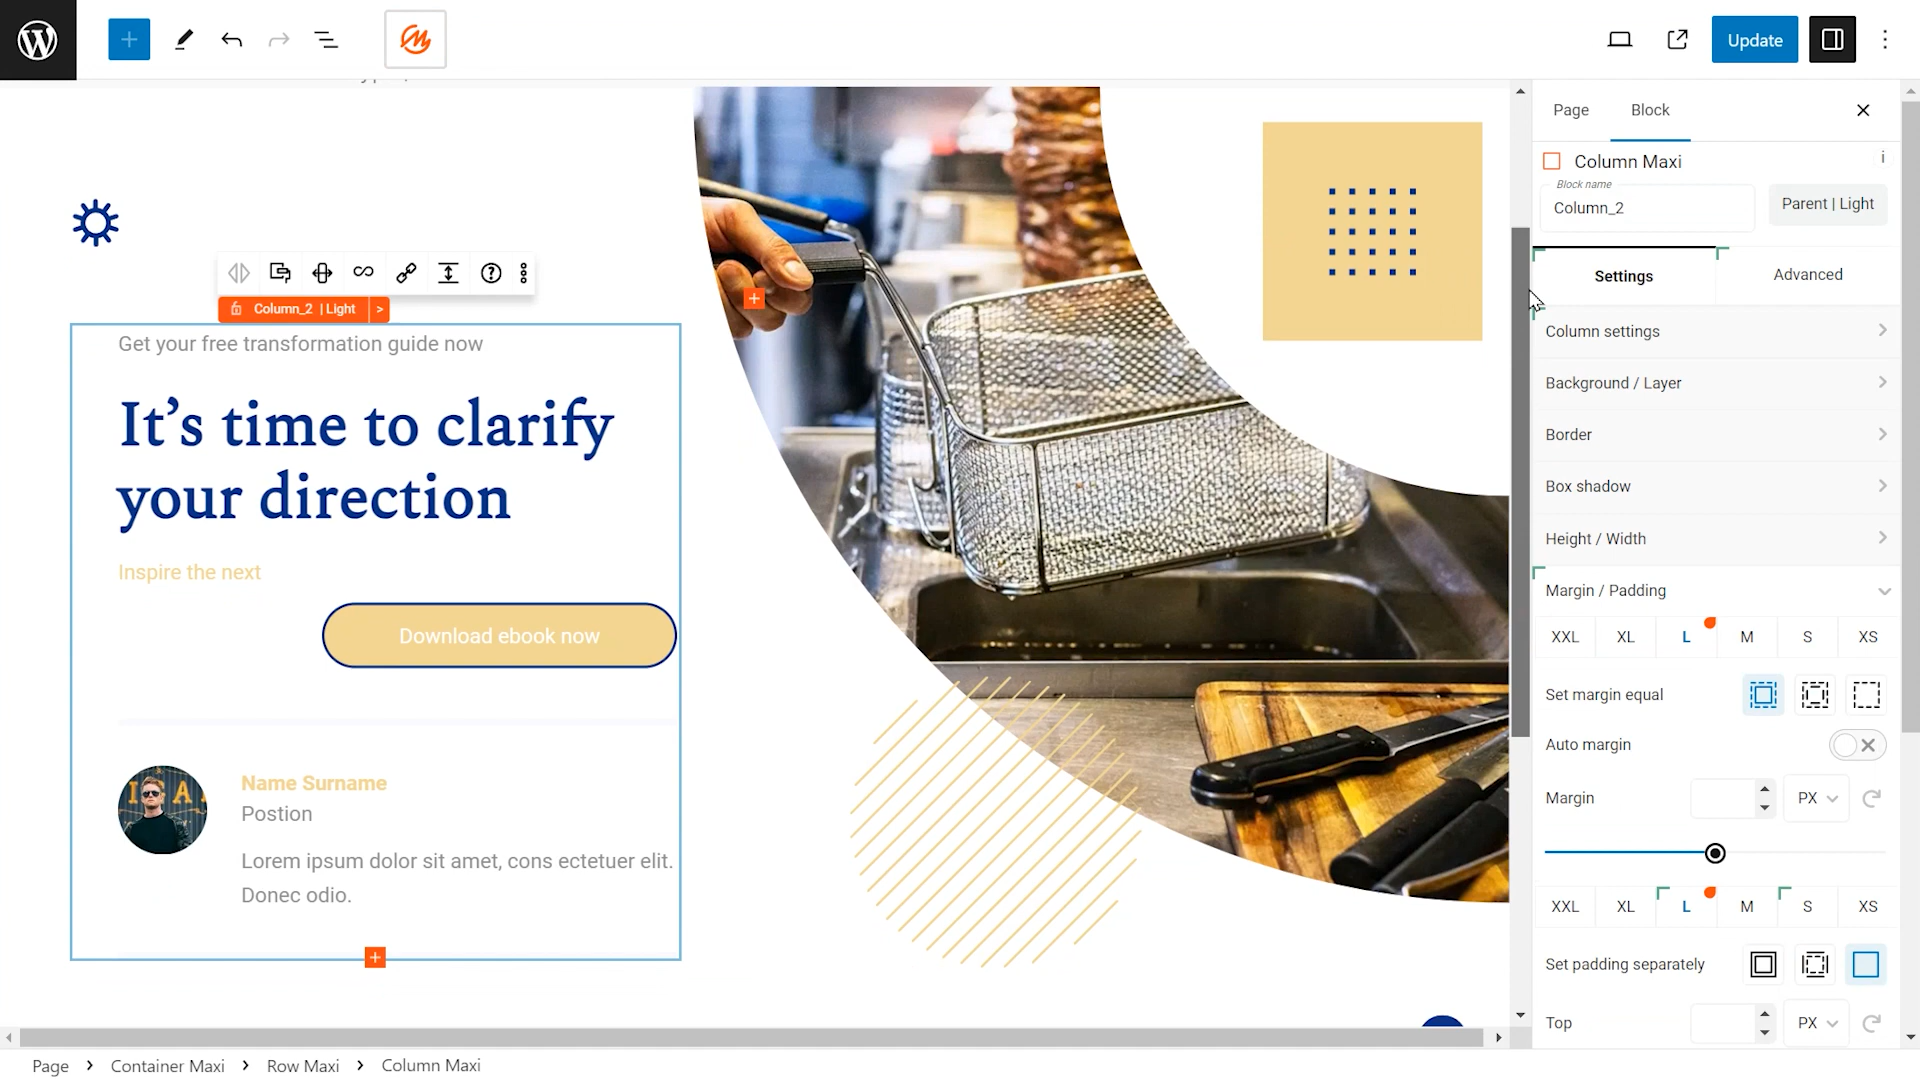 Update
Page
Block
Column Maxi
i
Block name
Column_2
Parent | Light
Settings
Advanced
Column_2 | LIght
>
Get your free transformation guide now
It’s time to clarify
your direction
Inspire the next
Download ebook now
Name Surname
Postion
Lorem ipsum dolor sit amet, cons ectetuer elit.
Donec odio.
Column settings
Background / Layer
Border
Box shadow
Height / Width
Margin / Padding
XXL XL L M S XS
Set margin equal
Auto margin
Margin PX
XXL XL L M S XS
Set padding separately
Top PX
Page > Container Maxi > Row Maxi > Column Maxi